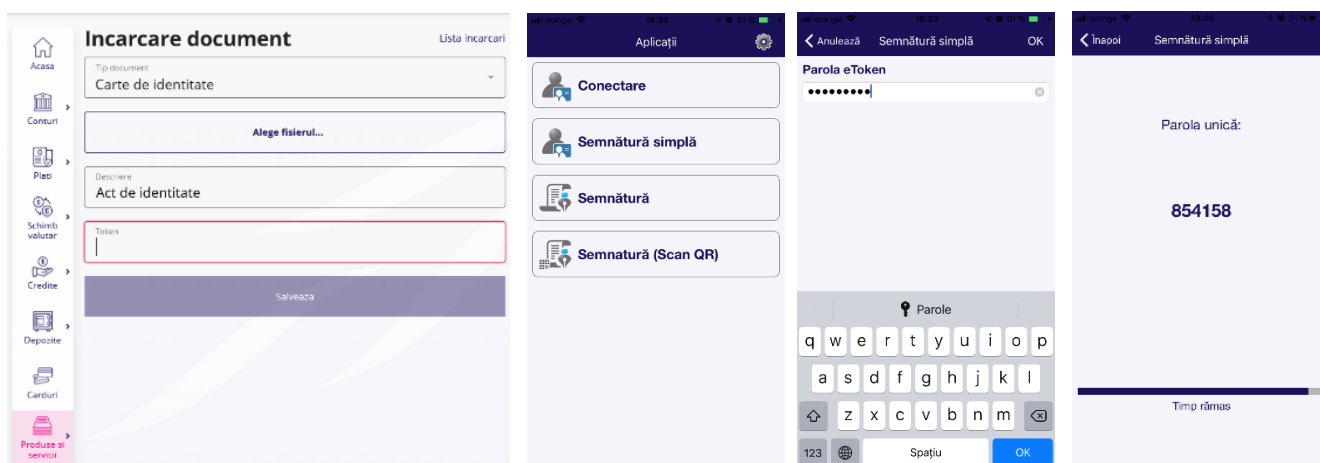 Acasa
Conturi
Plati
Schimb
valutar
Credite
Depozite
Carduri
Produse si
servicii
Incarcare document
Lista incarcari
Tip document
Carte de identitate
Alege fisierul...
Descriere
Act de identitate
Token
Salveaza
orange 18:33 61 %
Aplicații
Conectare
Semnătură simplă
Semnătură
Semnatură (Scan QR)
orange 18:33 61 %
Anulează Semnătură simplă OK
Parola eToken
•••••••••
Parole
q w e r t y u i o p
a s d f g h j k l
z x c v b n m
123 Spațiu OK
orange
Înapoi Semnătură simplă
Parola unică:
854158
Timp rămas